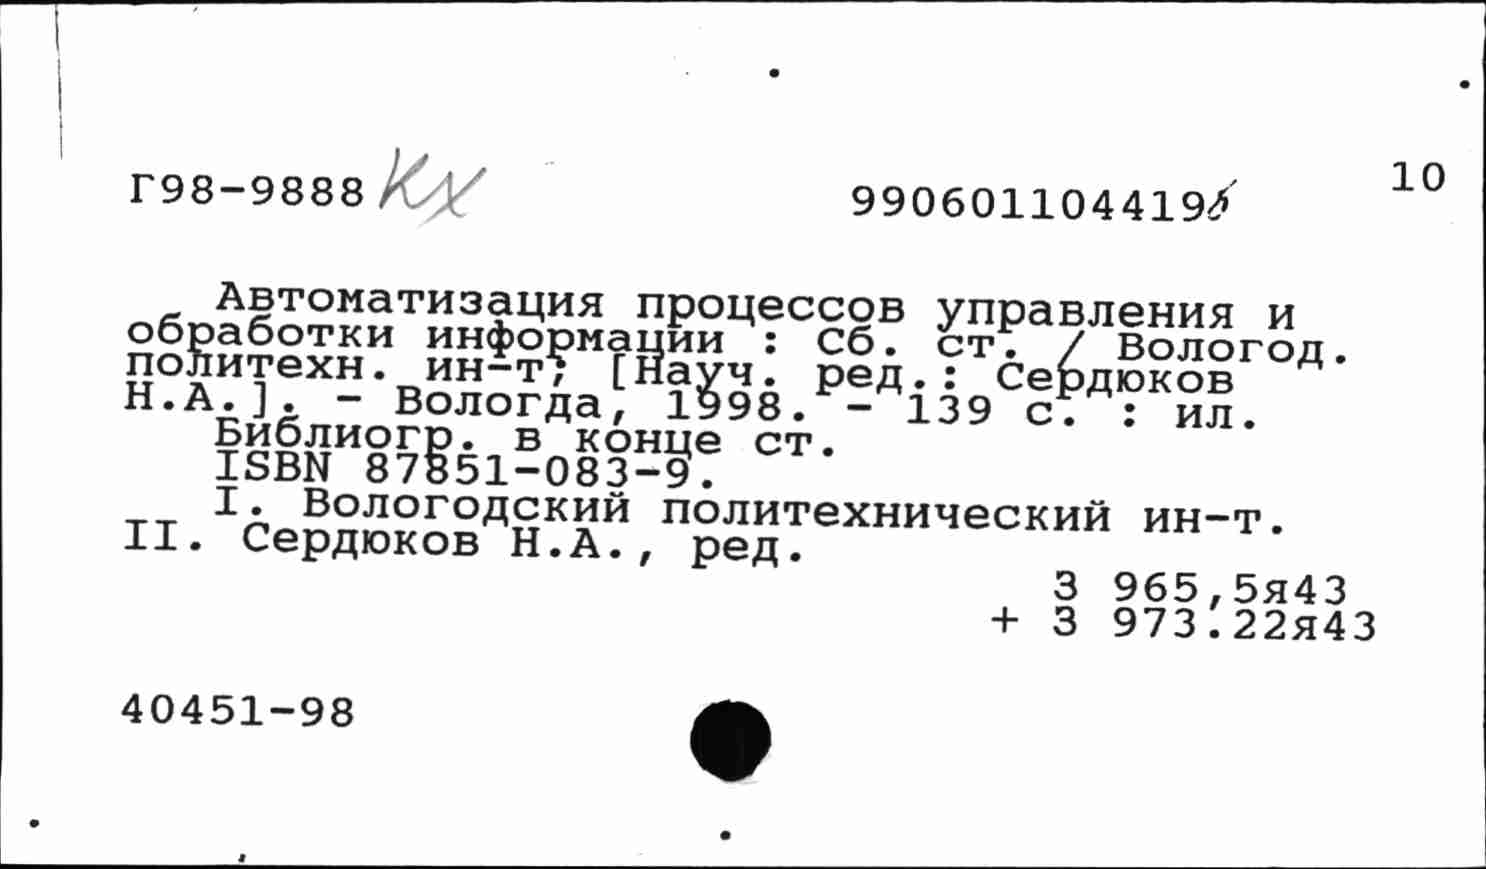 10
Г98-9888 КХ 990601104419
Автоматизация процессов управления и
обработки информации : Сб. ст. / Вологод.
политехн. ин-т; [Науч. ред.: Сердюков
Н.А.]. - Вологда, 1998. - 139 с. : ил.
Библиогр. в конце ст.
ISBN 87851-083-9.
I. Вологодский политехнический ин-т.
II. Сердюков Н.А., ред.
З 965,5я43
+ З 973.22я43
40451-98